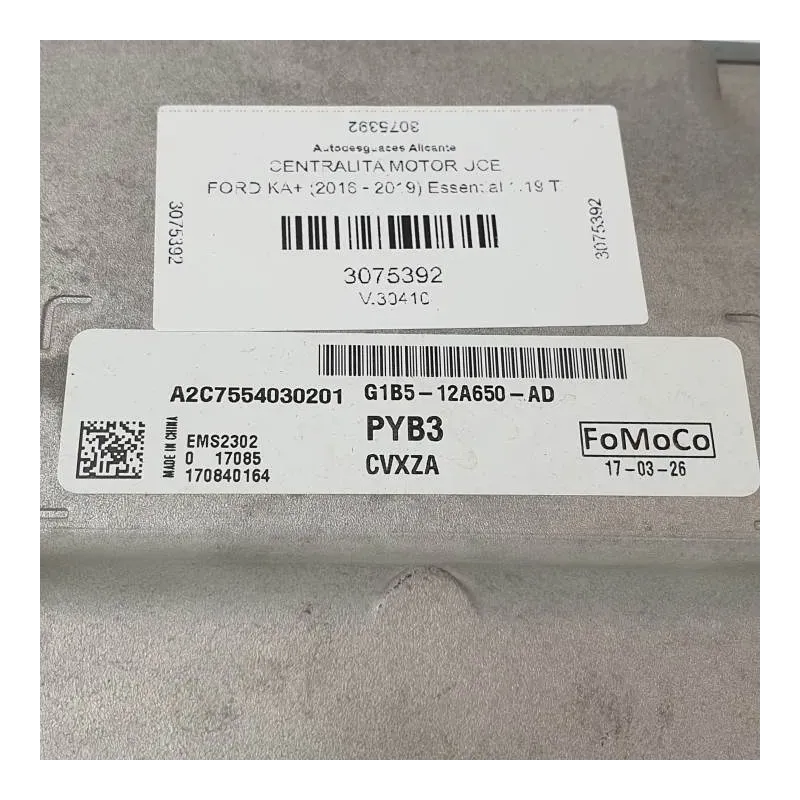 3075392
Autodesguaces Alicante
CENTRALITA MOTOR UCE
FORD KA+ (2016 - 2019) Essential 1.19 T.
3075392
3075392
3075392
V.30410
A2C7554030201 G1B5-12A650-AD
MADE IN CHINA
EMS2302
0 17085
170840164
PYB3
CVXZA
FoMoCo
17-03-26